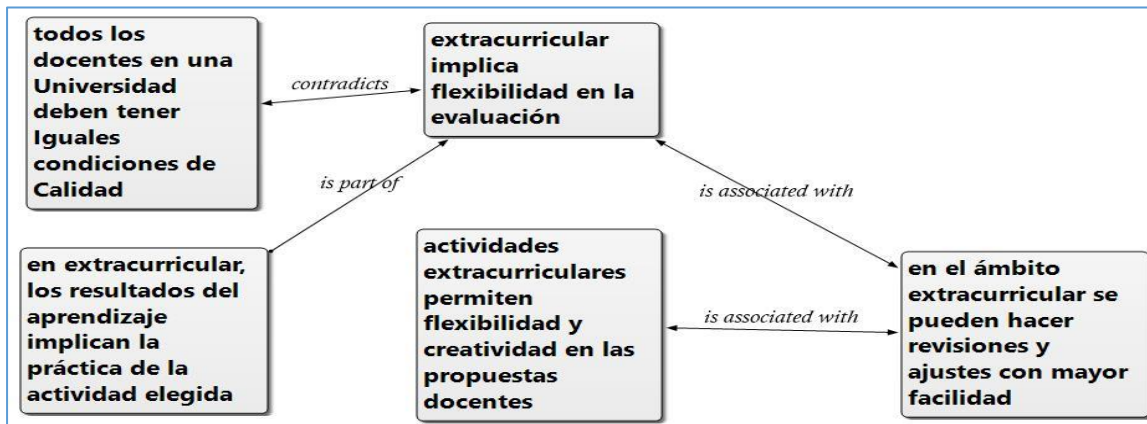 todos los
docentes en una
Universidad
deben tener
Iguales
condiciones de
Calidad
contradicts
extracurricular
implica
flexibilidad en la
evaluación
is part of
is associated with
en extracurricular,
los resultados del
aprendizaje
implican la
práctica de la
actividad elegida
actividades
extracurriculares
permiten
flexibilidad y
creatividad en las
propuestas
docentes
is associated with
en el ámbito
extracurricular se
pueden hacer
revisiones y
ajustes con mayor
facilidad